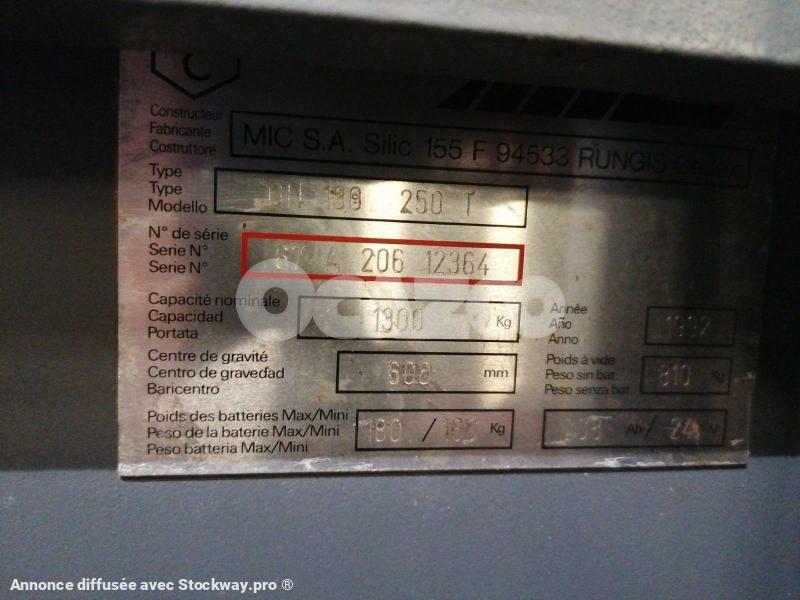 C
Constructeur
Fabricante
Costruttore
MIC S.A. Silic 155 F 94533 RUNGIS Cedex
Type
Type
Modello
250 T
N° de série
Serie N°
Serie N°
A 206 12364
Capacité nominale
Capacidad
Portata
1300 Kg
Année
Año
Anno
1992
Centre de gravité
Centro de gravedad
Baricentro
600 mm
Poids à vide
Peso sin bat.
Peso senza bat.
Kg
Poids des batteries Max/Mini
Peso de la baterie Max/Mini
Peso batteria Max/Mini
180 / Kg
Ah / 24 V
Annonce diffusée avec Stockway.pro ®